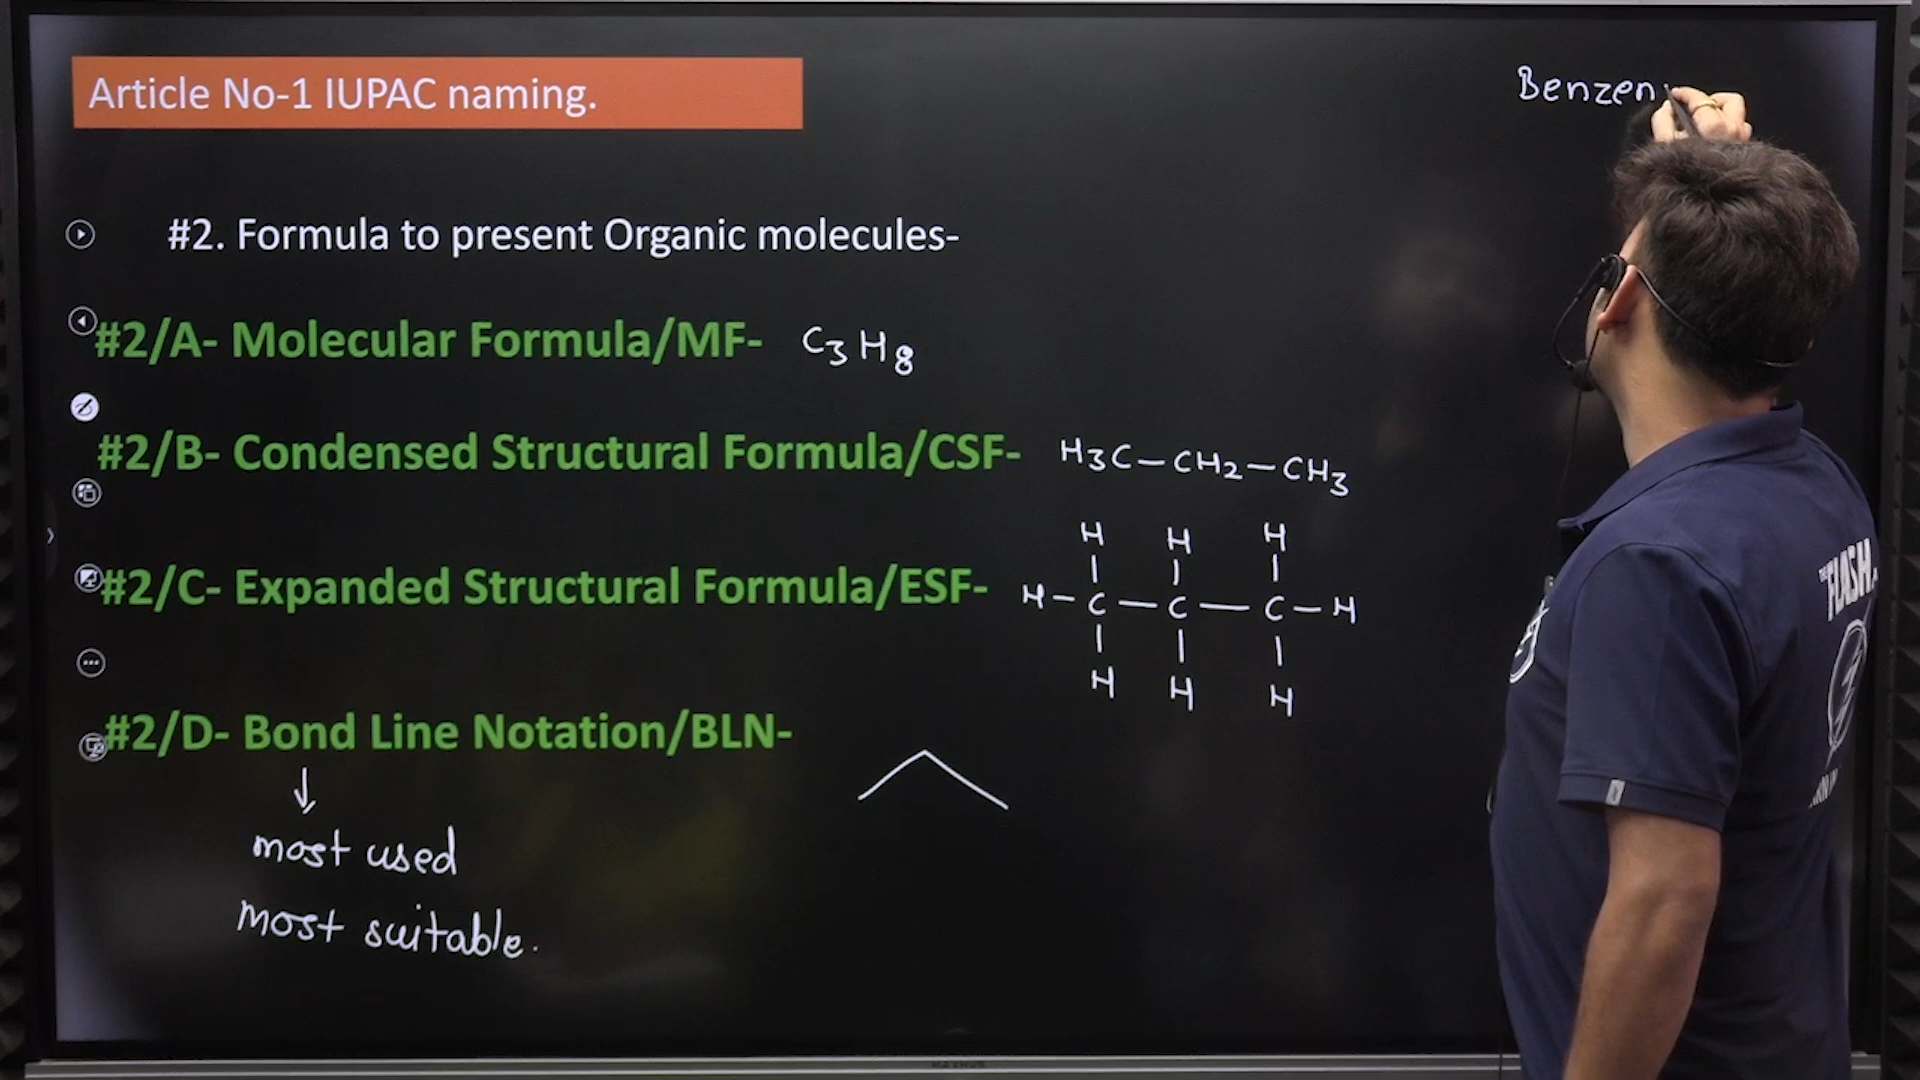 Article No-1 IUPAC naming.
Benzen
#2. Formula to present Organic molecules-
#2/A- Molecular Formula/MF- C3H8
#2/B- Condensed Structural Formula/CSF- H3C-CH2-CH3
H H H
#2/C- Expanded Structural Formula/ESF- H-C-C-C-H
H H H
#2/D- Bond Line Notation/BLN-
most used
most suitable.
THE FLASH